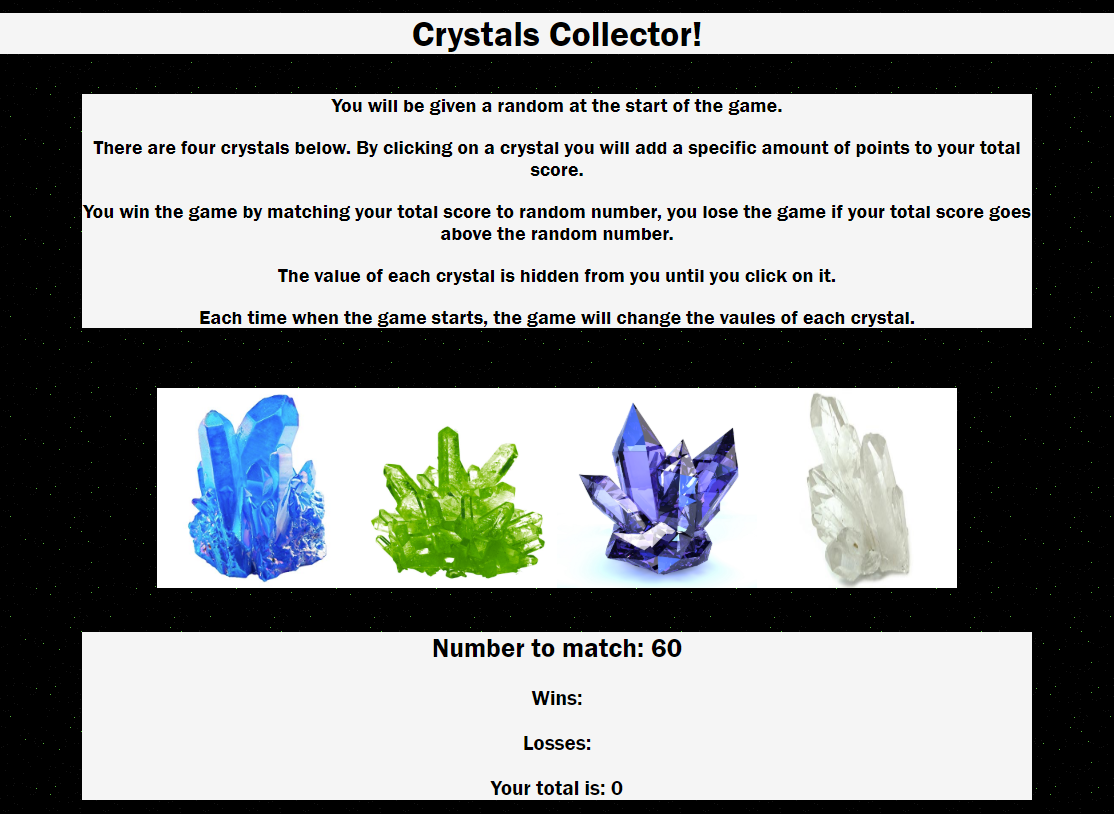 Crystals Collector!
You will be given a random at the start of the game.
There are four crystals below. By clicking on a crystal you will add a specific amount of points to your total
score.
You win the game by matching your total score to random number, you lose the game if your total score goes
above the random number.
The value of each crystal is hidden from you until you click on it.
Each time when the game starts, the game will change the vaules of each crystal.
Number to match: 60
Wins:
Losses:
Your total is: 0